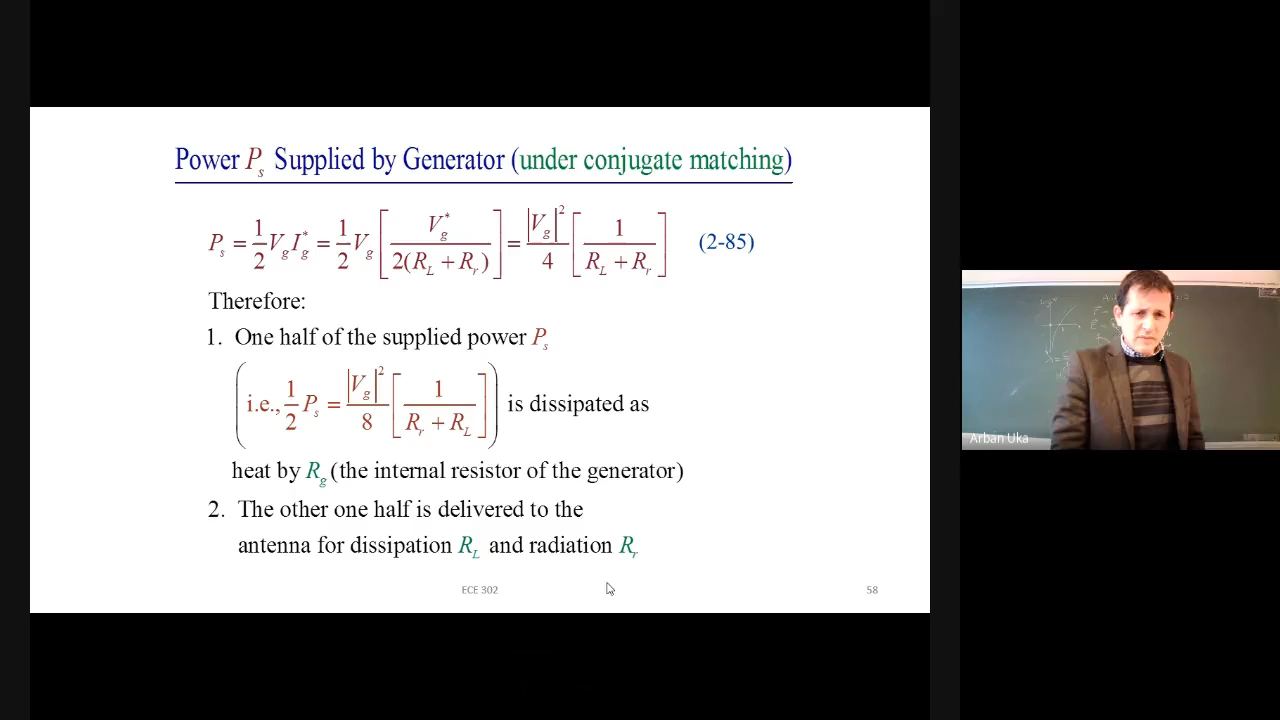 Power P_s Supplied by Generator (under conjugate matching)
P_s = 1/2 V_g I_g^* = 1/2 V_g [ V_g^* / 2(R_L + R_r) ] = |V_g|^2 / 4 [ 1 / R_L + R_r ] (2-85)
Therefore:
1. One half of the supplied power P_s
( i.e., 1/2 P_s = |V_g|^2 / 8 [ 1 / R_r + R_L ] ) is dissipated as
heat by R_g (the internal resistor of the generator)
2. The other one half is delivered to the
antenna for dissipation R_L and radiation R_r
ECE 302
58
Arban Uka